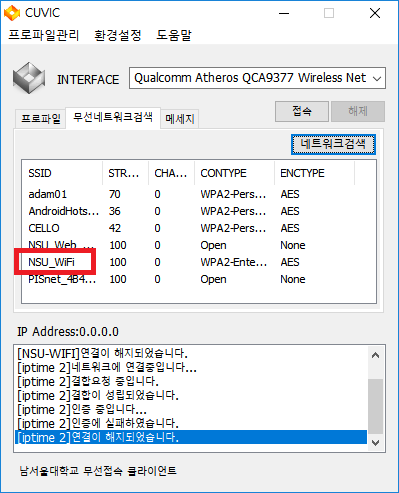 CUVIC
프로파일관리 환경설정 도움말
INTERFACE Qualcomm Atheros QCA9377 Wireless Net
접속 해제
프로파일 무선네트워크검색 메세지
네트워크검색
SSID STR... CHA... CONTYPE ENCTYPE
adam01 70 0 WPA2-Pers... AES
AndroidHots... 36 0 WPA2-Pers... AES
CELLO 42 0 WPA2-Pers... AES
NSU_Web_... 100 0 Open None
NSU_WiFi 100 0 WPA2-Ente... AES
PISnet_4B4... 100 0 Open None
IP Address:0.0.0.0
[NSU-WIFI]연결이 해지되었습니다.
[iptime 2]네트워크에 연결중입니다...
[iptime 2]결합요청 중입니다.
[iptime 2]결합이 성립되었습니다.
[iptime 2]인증 중입니다...
[iptime 2]인증에 실패하였습니다.
[iptime 2]연결이 해지되었습니다.
남서울대학교 무선접속 클라이언트